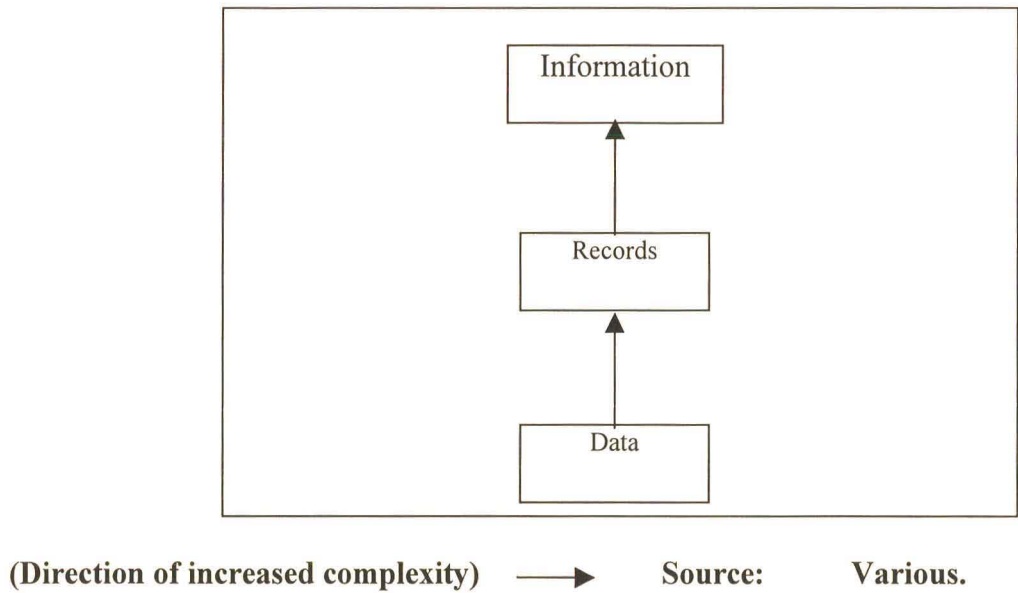 Information
Records
Data
(Direction of increased complexity) Source: Various.